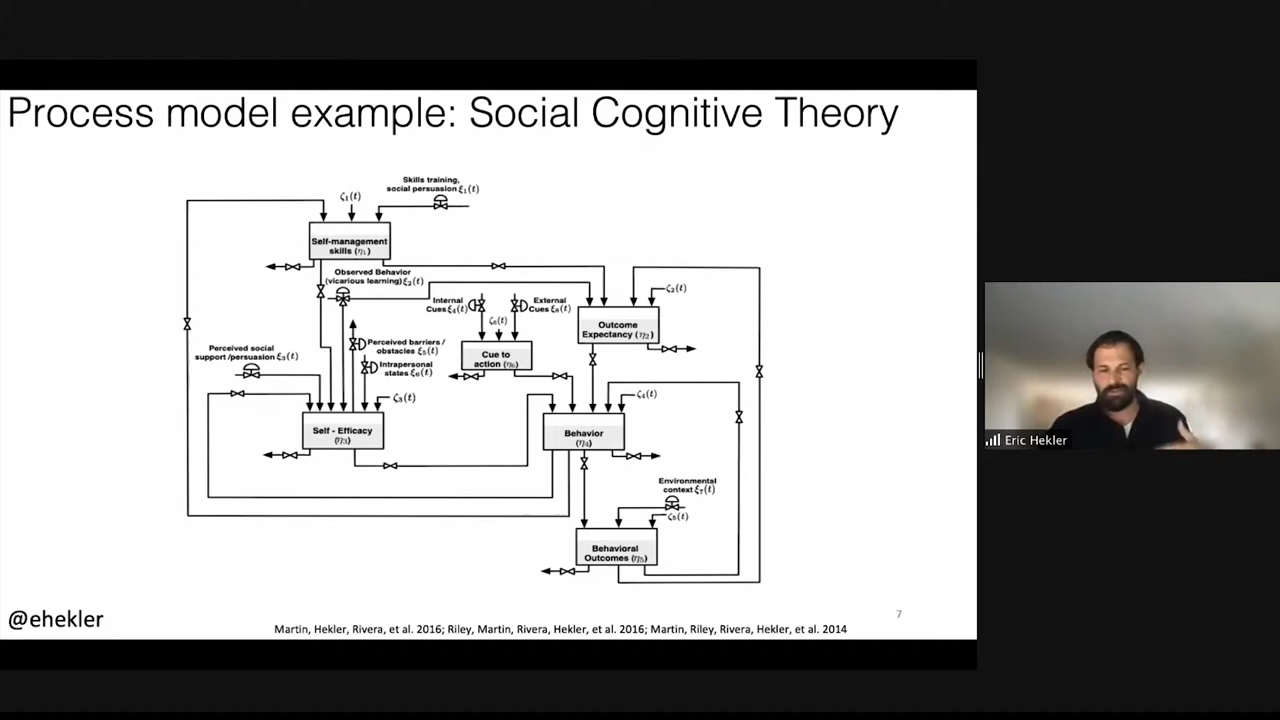 Process model example: Social Cognitive Theory
Skills training,
social persuasion ξ₁(t)
ζ₁(t)
Self-management
skills (η₁)
Observed Behavior
(vicarious learning) ξ₂(t)
Internal
Cues ξ₄(t)
External
Cues ξ₈(t)
ζ₆(t)
ζ₂(t)
Outcome
Expectancy (η₂)
Cue to
action (η₆)
Perceived social
support /persuasion ξ₃(t)
Perceived barriers /
obstacles ξ₅(t)
Intrapersonal
states ξ₆(t)
ζ₃(t)
ζ₄(t)
Self - Efficacy
(η₃)
Behavior
(η₄)
Environmental
context ξ₇(t)
ζ₅(t)
Behavioral
Outcomes (η₅)
Eric Hekler
@ehekler
7
Martin, Hekler, Rivera, et al. 2016; Riley, Martin, Rivera, Hekler, et al. 2016; Martin, Riley, Rivera, Hekler, et al. 2014